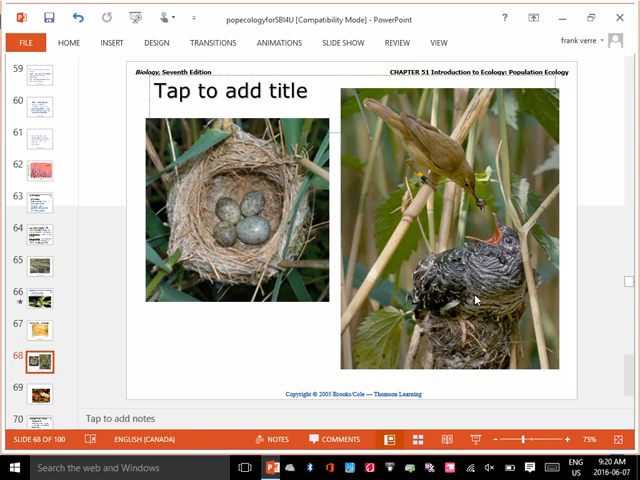 popecologyforSBI4U [Compatibility Mode] - PowerPoint
FILE HOME INSERT DESIGN TRANSITIONS ANIMATIONS SLIDE SHOW REVIEW VIEW frank verre
Biology, Seventh Edition
CHAPTER 51 Introduction to Ecology: Population Ecology
Tap to add title
59
60
61
62
63
64
65
66
67
68
69
70
Copyright © 2005 Brooks/Cole — Thomson Learning
Tap to add notes
SLIDE 68 OF 100 ENGLISH (CANADA) NOTES COMMENTS 75%
Search the web and Windows
ENG
US
9:20 AM
2016-06-07